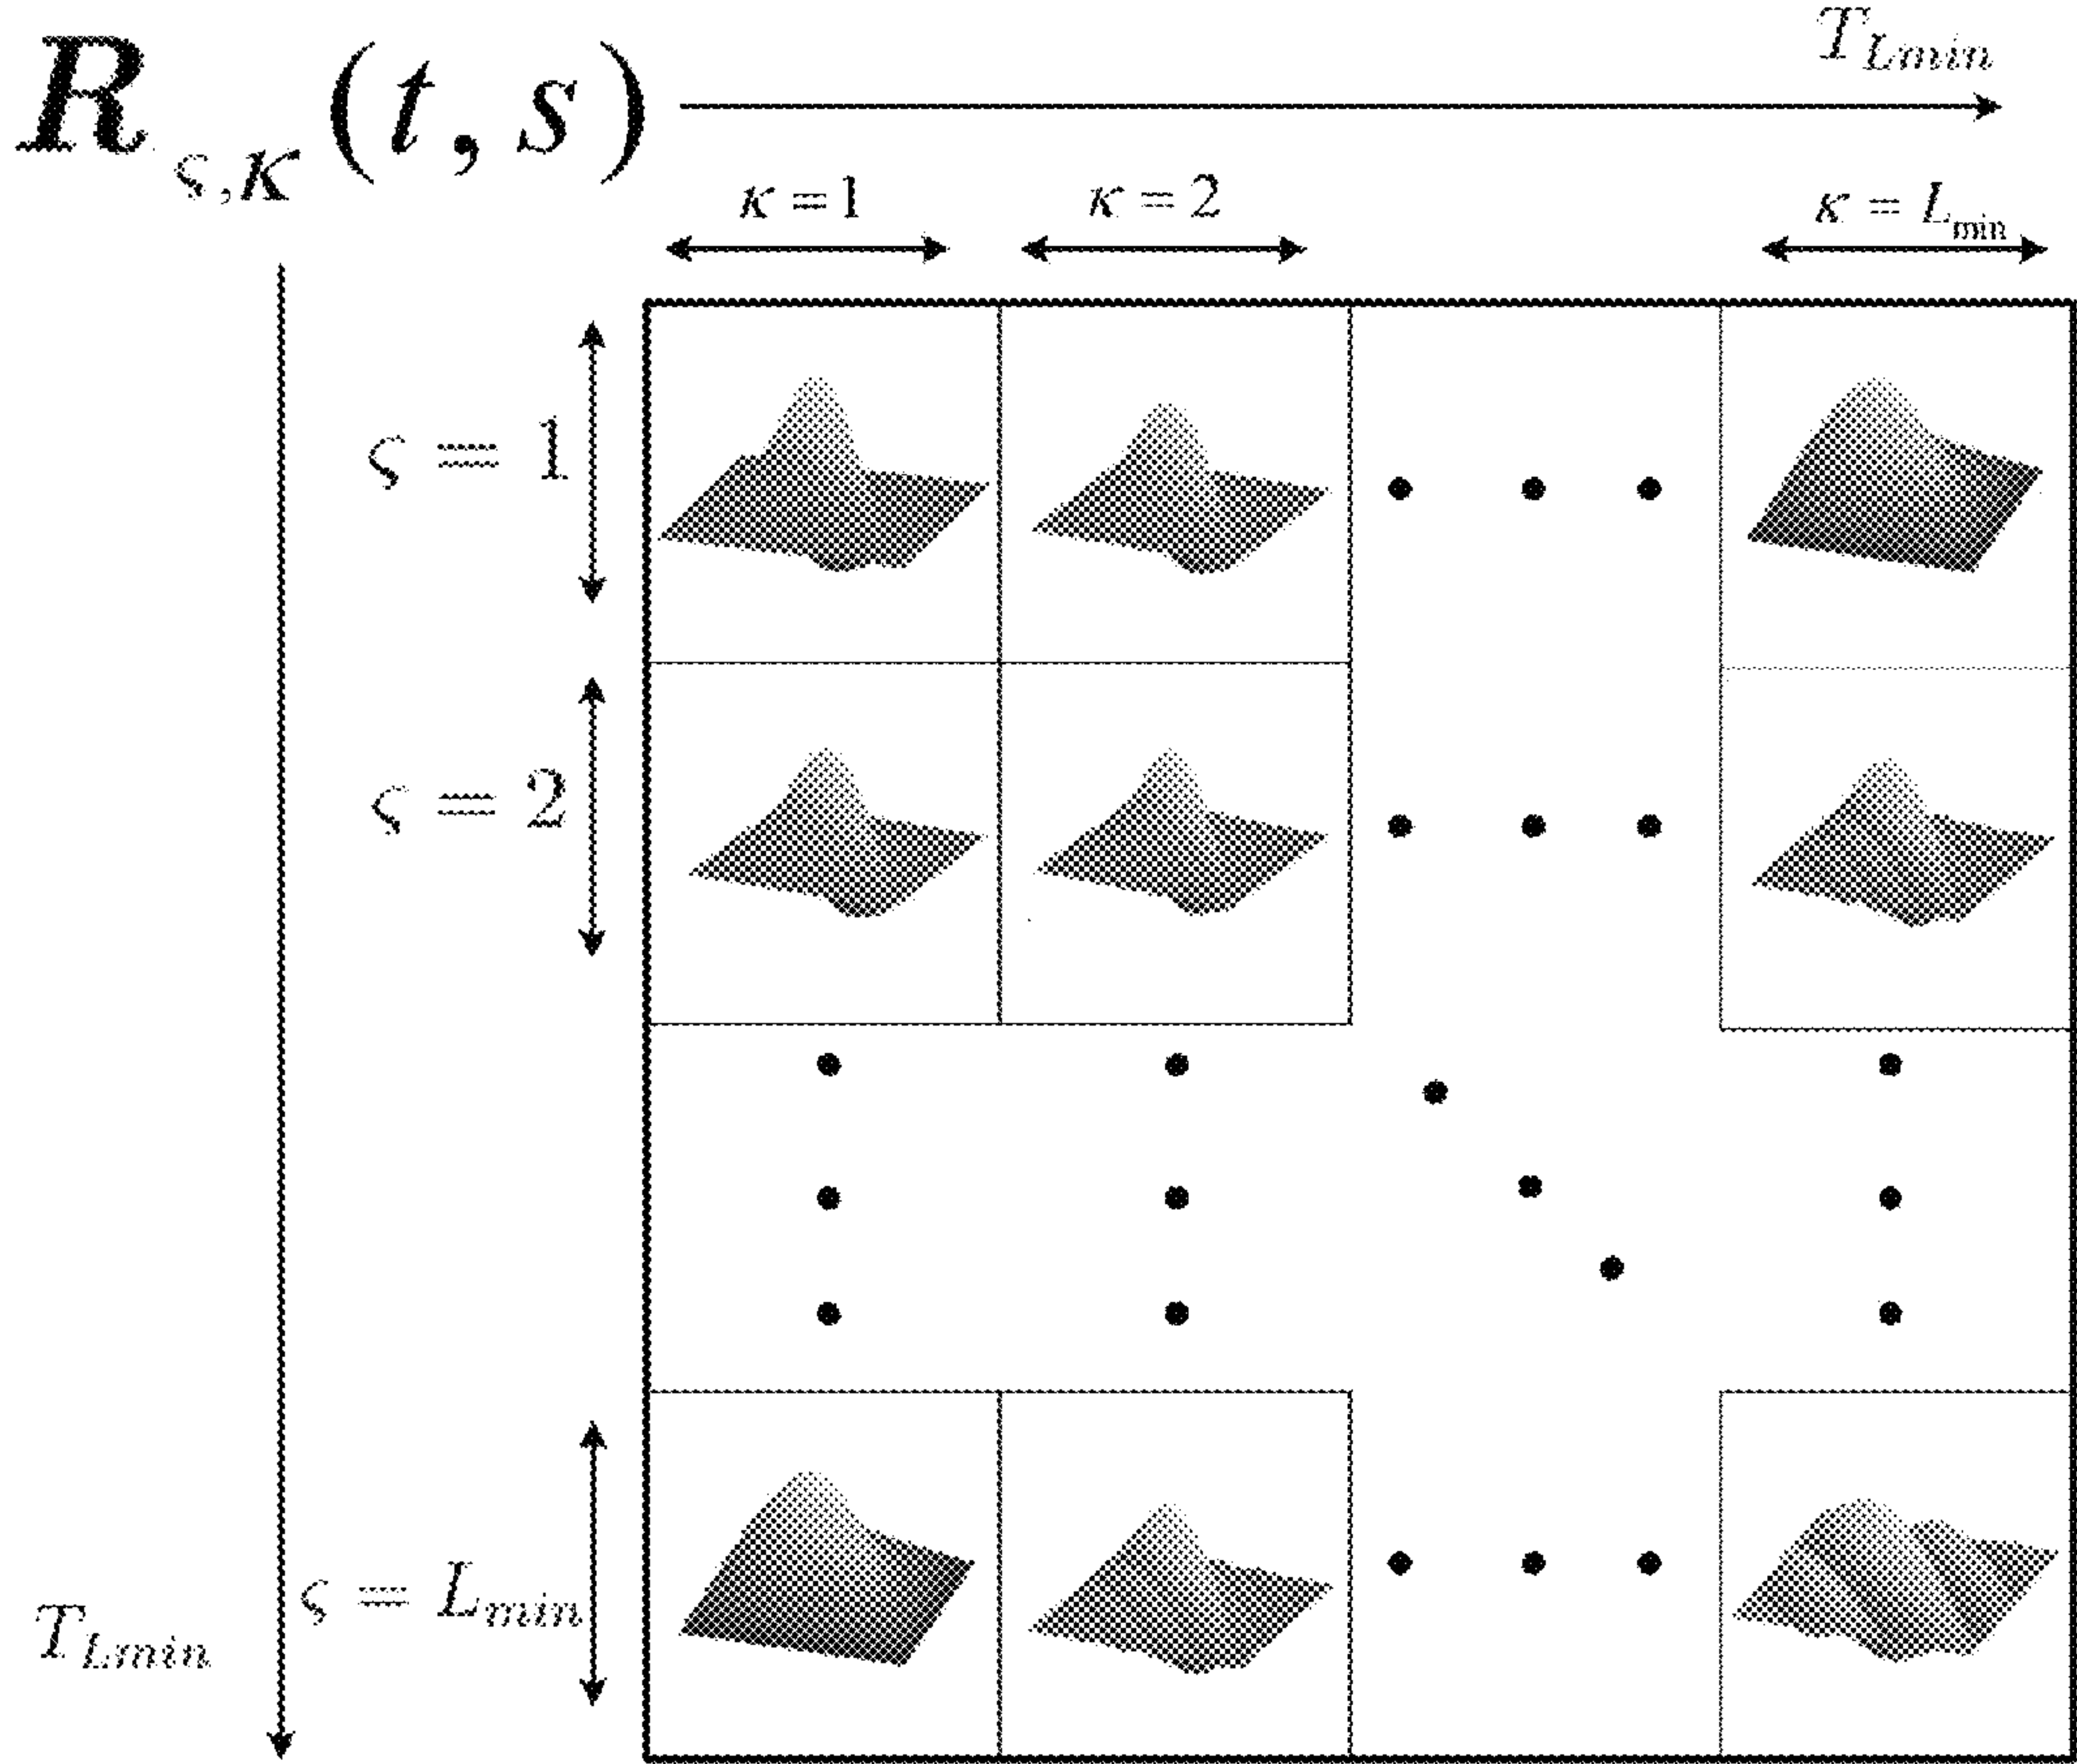 R ς,κ (t,s)
T Lmin
κ = 1
κ = 2
κ = L min
ς = 1
ς = 2
ς = L min
T Lmin